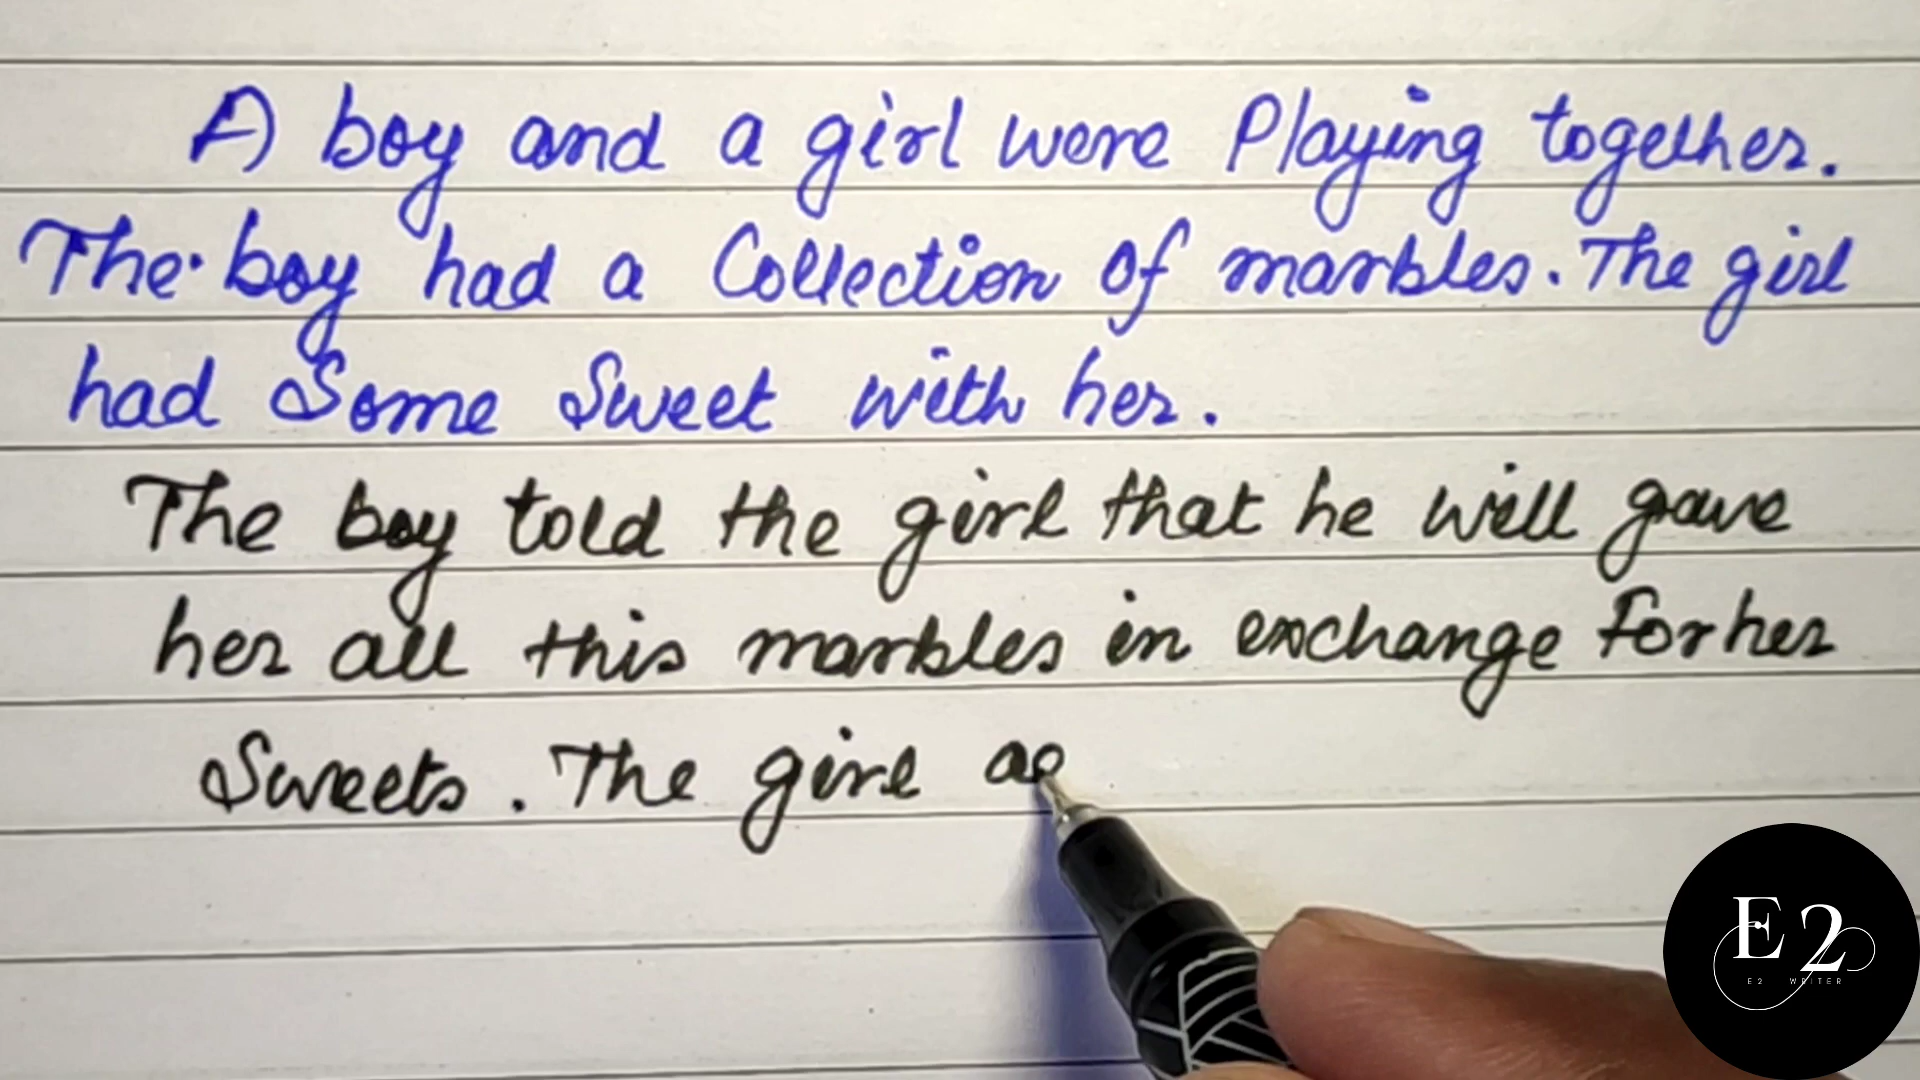 A boy and a girl were Playing together.
The boy had a Collection Of marbles. The girl
had Some Sweet with her.
The boy told the girl that he will gave
her all this marbles in exchange for her
Sweets. The girl
E2
E2 WRITER